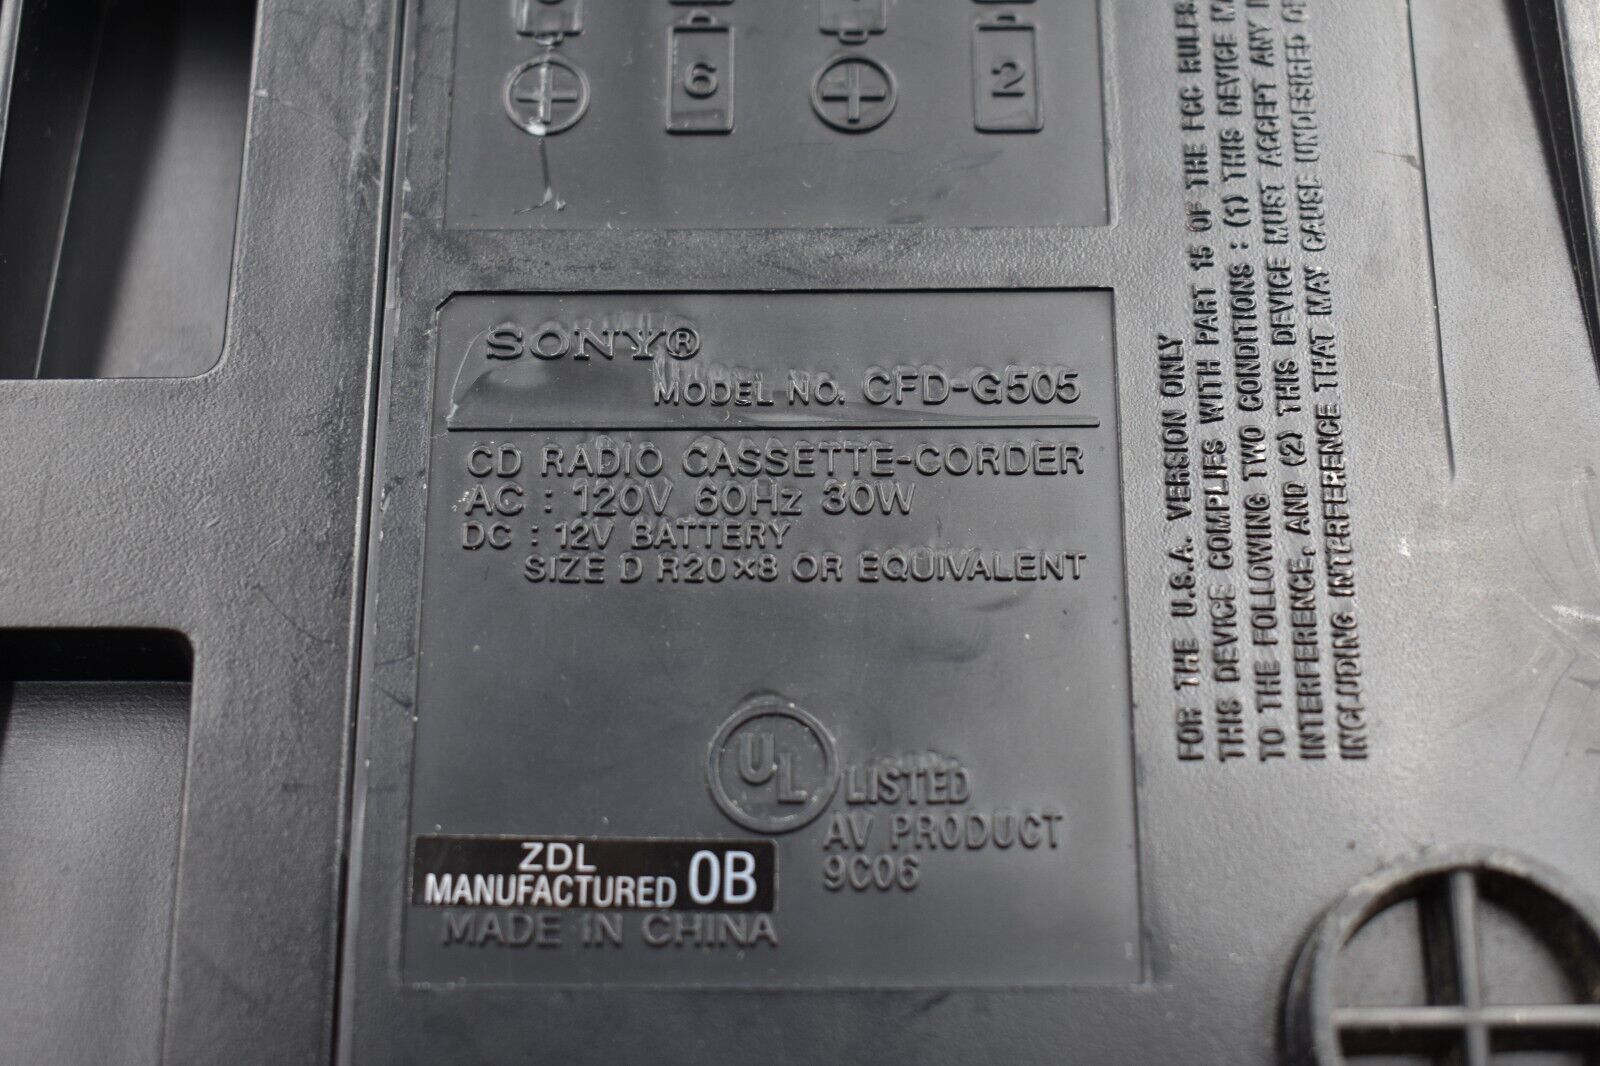 6
2
SONY®
MODEL NO. CFD-G505
CD RADIO CASSETTE-CORDER
AC : 120V 60Hz 30W
DC : 12V BATTERY
SIZE D R20×8 OR EQUIVALENT
UL
LISTED
AV PRODUCT
9C06
ZDL
MANUFACTURED 0B
MADE IN CHINA
FOR THE U.S.A. VERSION ONLY
THIS DEVICE COMPLIES WITH PART 15 OF THE FCC RULES.
TO THE FOLLOWING TWO CONDITIONS : (1) THIS DEVICE
INTERFERENCE, AND (2) THIS DEVICE MUST ACCEPT ANY
INCLUDING INTERFERENCE THAT MAY CAUSE UNDESIRED